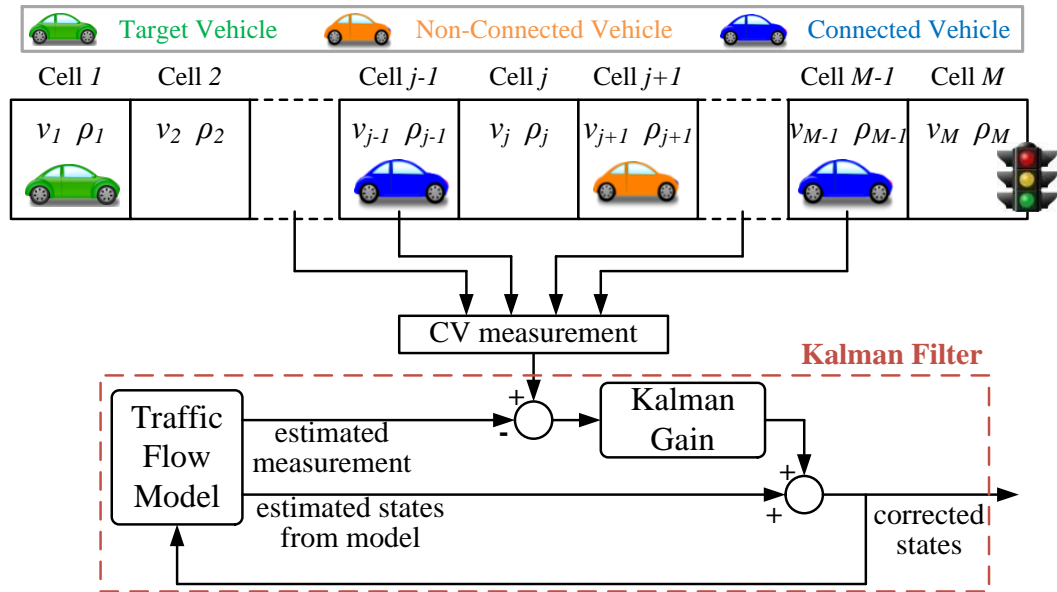 Target Vehicle Non-Connected Vehicle Connected Vehicle
Cell 1 Cell 2 Cell j-1 Cell j Cell j+1 Cell M-1 Cell M
v1 ρ1 v2 ρ2 vj-1 ρj-1 vj ρj vj+1 ρj+1 vM-1 ρM-1 vM ρM
CV measurement
Kalman Filter
Traffic
Flow
Model
estimated
measurement
+
-
Kalman
Gain
estimated states
from model
+
+
corrected
states